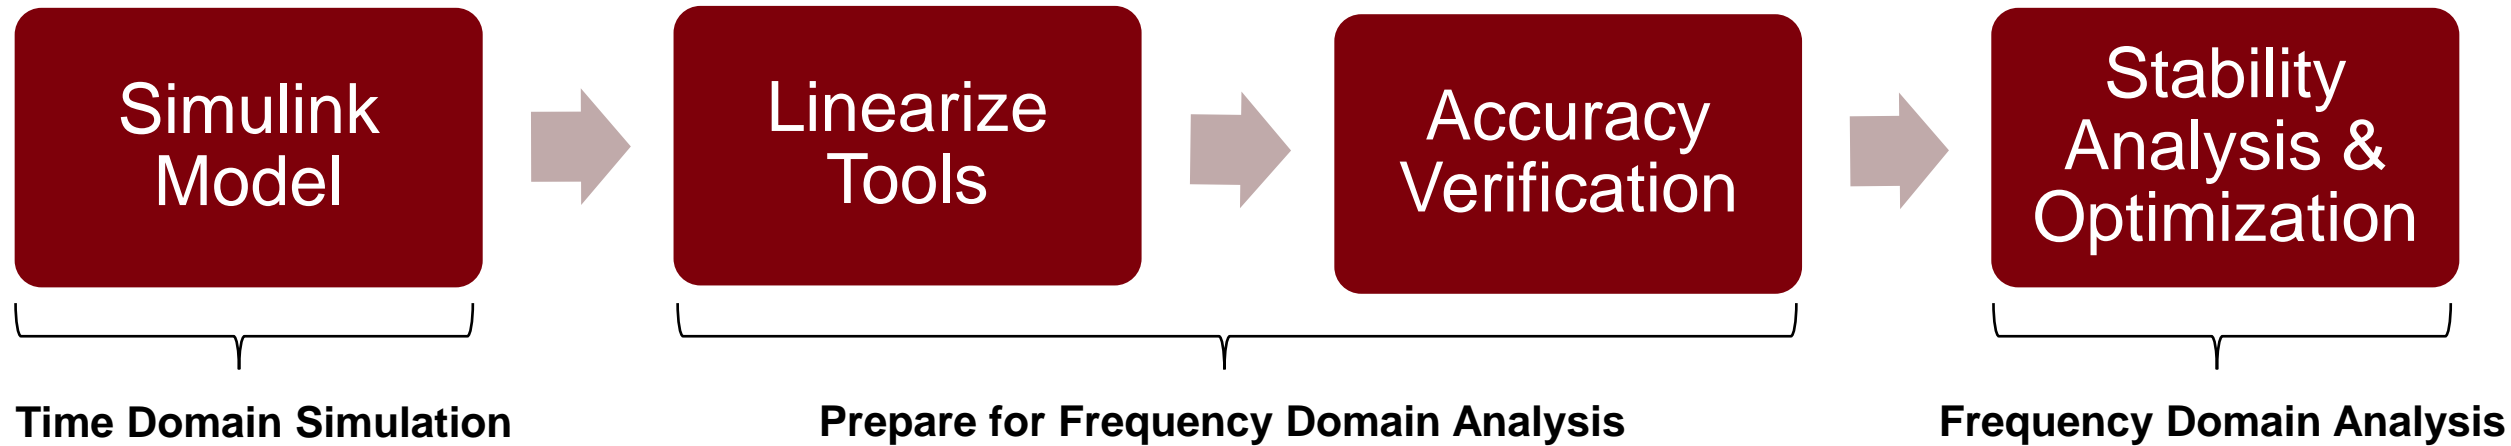 Simulink
Model
Linearize
Tools
Accuracy
Verification
Stability
Analysis &
Optimization
Time Domain Simulation
Prepare for Frequency Domain Analysis
Frequency Domain Analysis